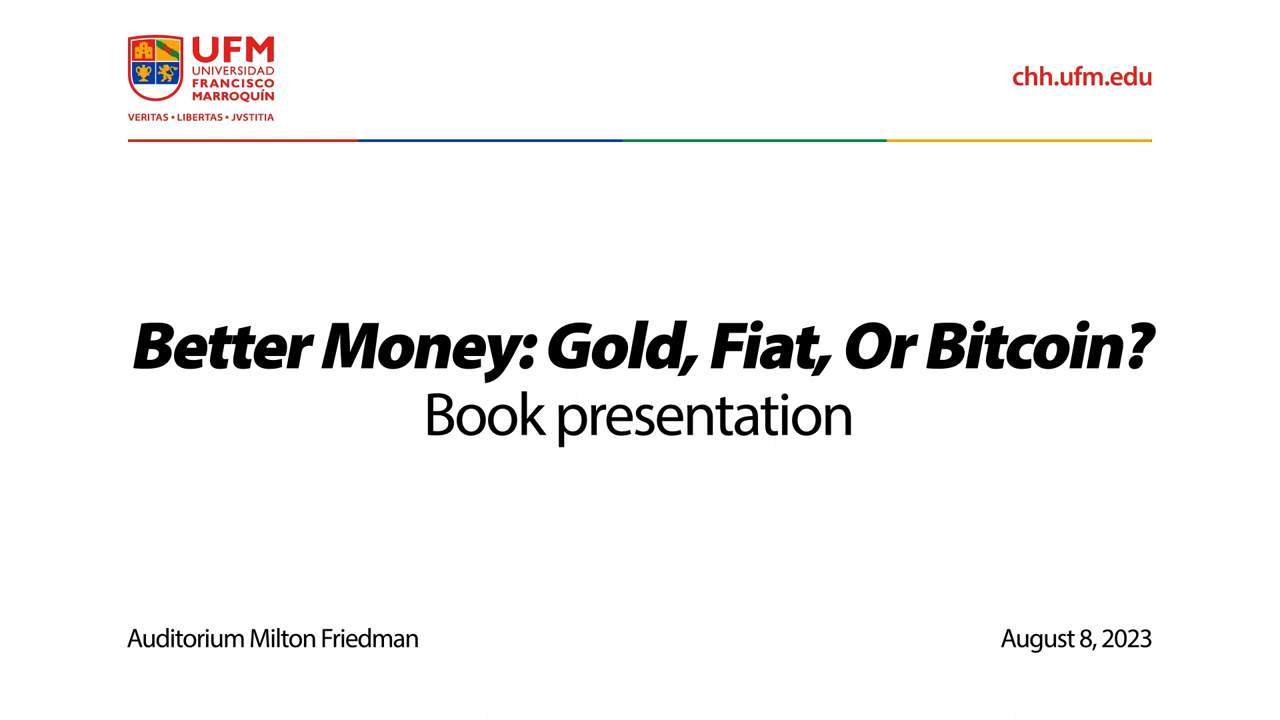 UFM
UNIVERSIDAD
FRANCISCO
MARROQUÍN
VERITAS • LIBERTAS • JVSTITIA
chh.ufm.edu
Better Money: Gold, Fiat, Or Bitcoin?
Book presentation
Auditorium Milton Friedman
August 8, 2023